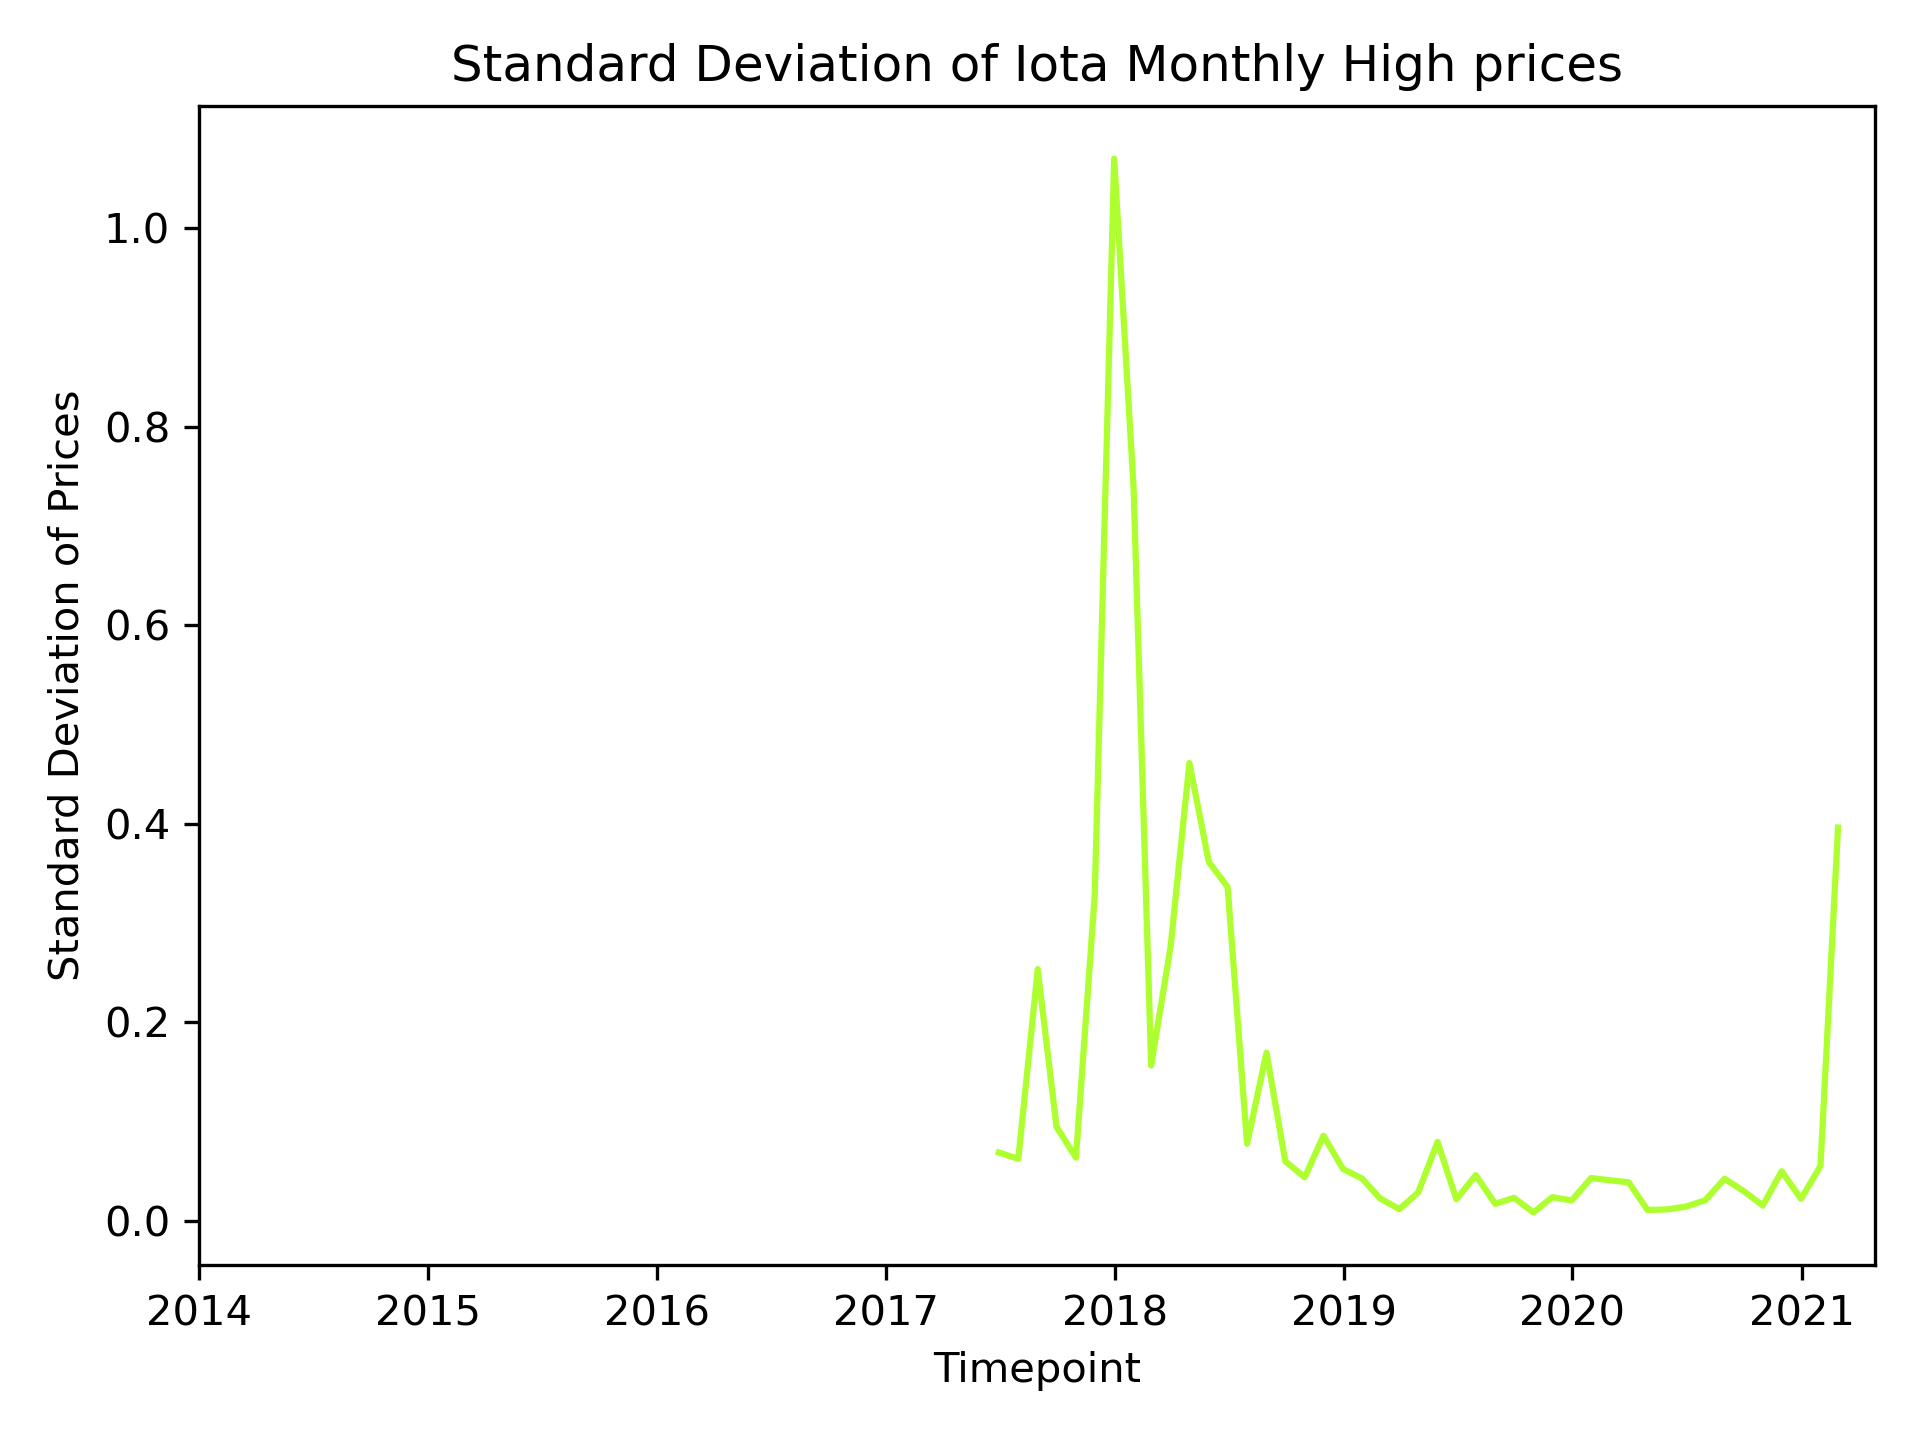 Standard Deviation of Iota Monthly High prices
Standard Deviation of Prices
1.0
0.8
0.6
0.4
0.2
0.0
2014 2015 2016 2017 2018 2019 2020 2021
Timepoint